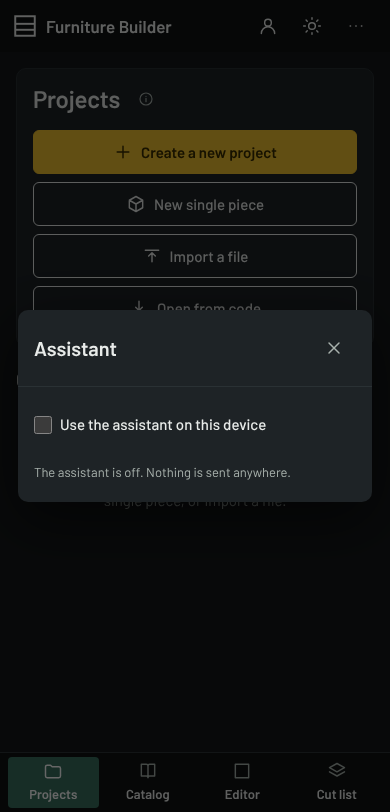 Furniture Builder
Projects
Create a new project
New single piece
Import a file
Open from code
Assistant
Use the assistant on this device
The assistant is off. Nothing is sent anywhere.
single piece, or import a file.
Projects
Catalog
Editor
Cut list